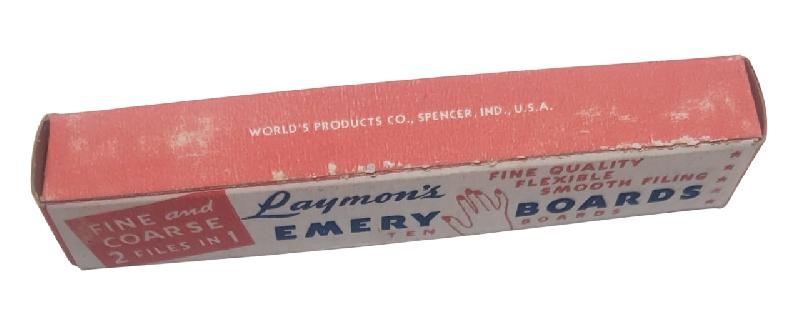 WORLD'S PRODUCTS CO., SPENCER, IND., U.S.A.
FINE and
COARSE
2 FILES IN 1
Laymon's
EMERY
TEN
FINE QUALITY
FLEXIBLE
SMOOTH FILING
BOARDS
BOARDS